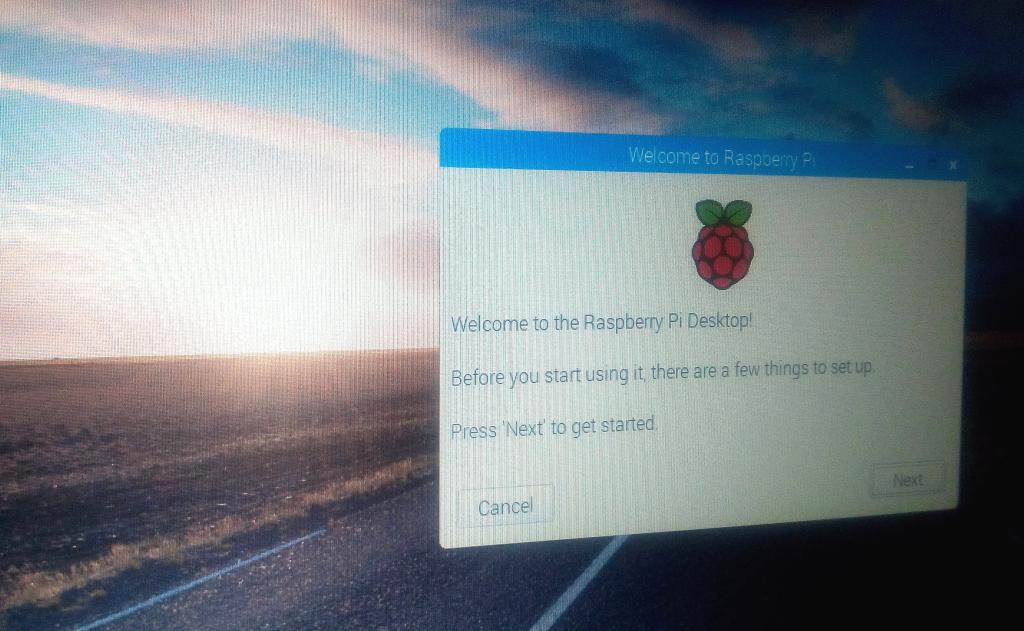 Welcome to Raspberry Pi
Welcome to the Raspberry Pi Desktop!
Before you start using it, there are a few things to set up.
Press 'Next' to get started.
Cancel
Next